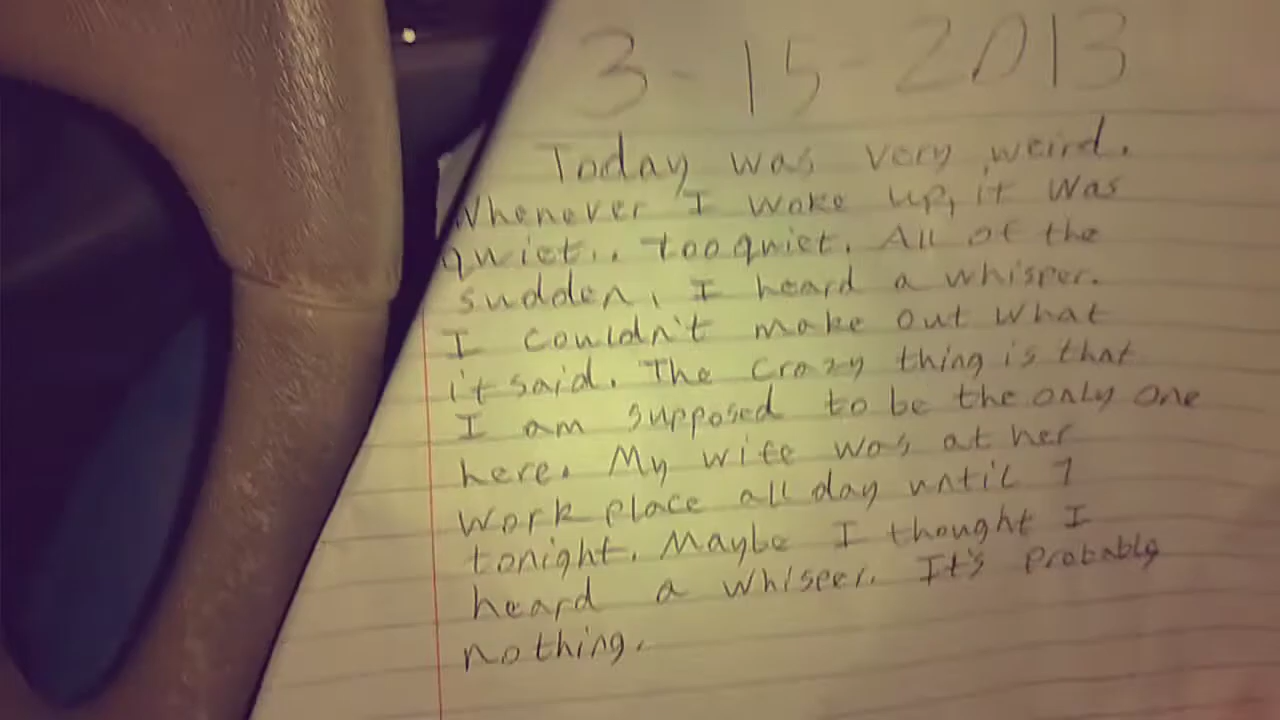 3-15-2013
Today was very weird.
Whenever I woke up, it was
quiet.. Too quiet. All of the
sudden, I heard a whisper.
I couldn't make out what
it said. The crazy thing is that
I am supposed to be the only one
here. My wife was at her
work place all day until 7
tonight. Maybe I thought I
heard a whisper. It's probably
nothing.